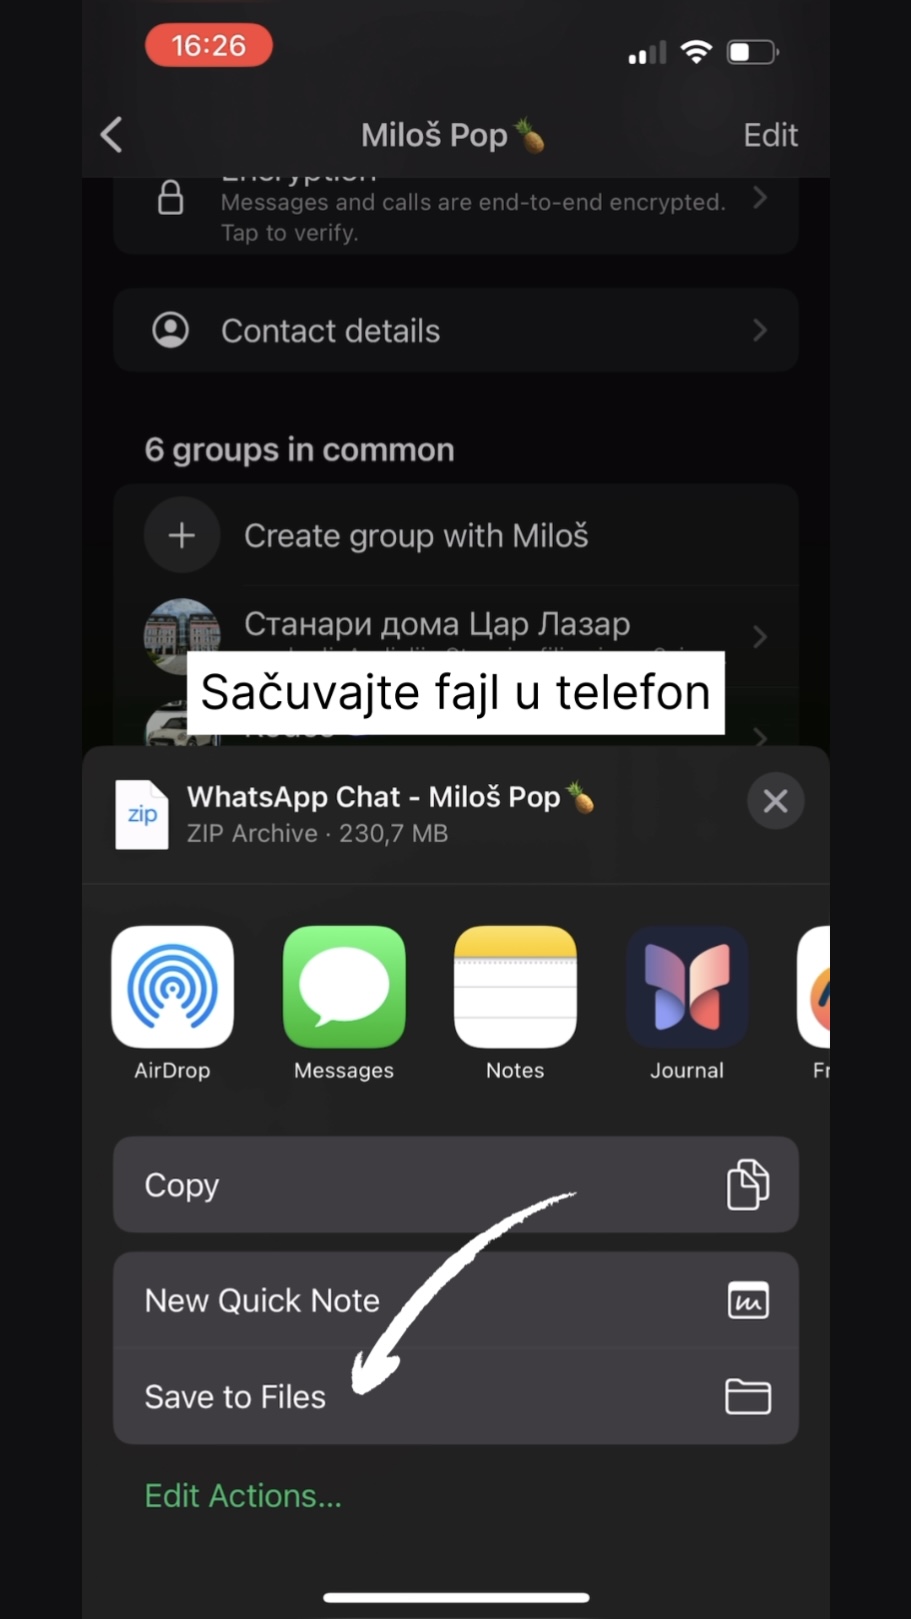 16:26
Miloš Pop🍍
Edit
Encryption
Messages and calls are end-to-end encrypted.
Tap to verify.
Contact details
6 groups in common
Create group with Miloš
Станари дома Цар Лазар
Sačuvajte fajl u telefon
WhatsApp Chat - Miloš Pop🍍
zip
ZIP Archive · 230,7 MB
AirDrop
Messages
Notes
Journal
Fr
Copy
New Quick Note
Save to Files
Edit Actions...